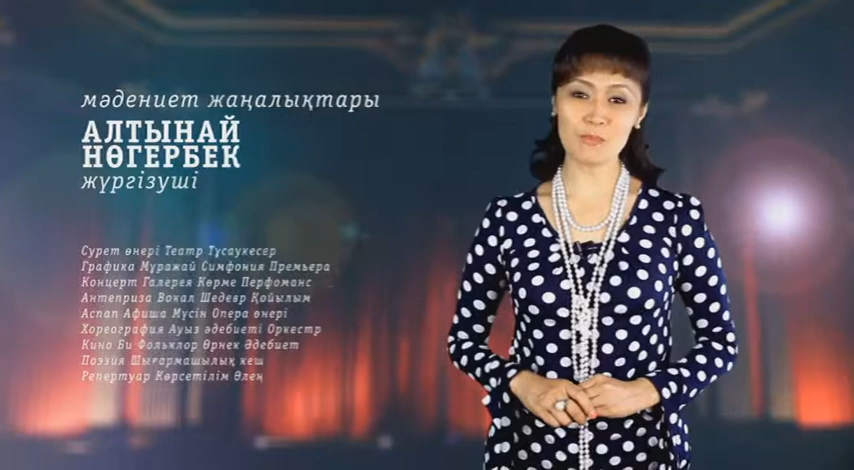 мәдениет жаңалықтары
АЛТЫНАЙ
НӨГЕРБЕК
жүргізуші
Сурет өнері Театр Тұсаукесер
Графика Мұражай Симфония Премьера
Концерт Галерея Көрме Перфоманс
Антеприза Вокал Шедевр Қойылым
Аспап Афиша Мүсін Опера өнері
Хореография Ауыз әдебиеті Оркестр
Кино Би Фольклор Өрнек Әдебиет
Поэзия Шығармашылық кеш
Репертуар Көрсетілім Өлең